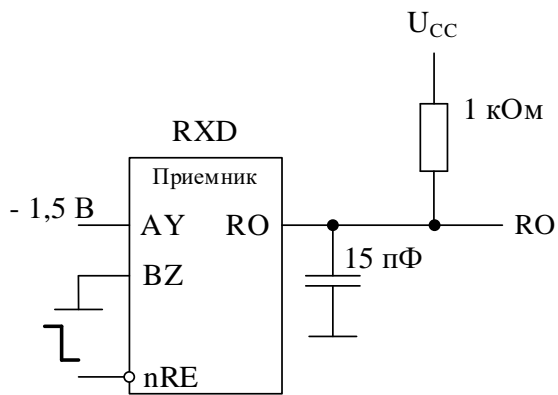 U_CC
1 кОм
RXD
Приемник
- 1,5 В
AY RO
RO
BZ
15 пФ
nRE